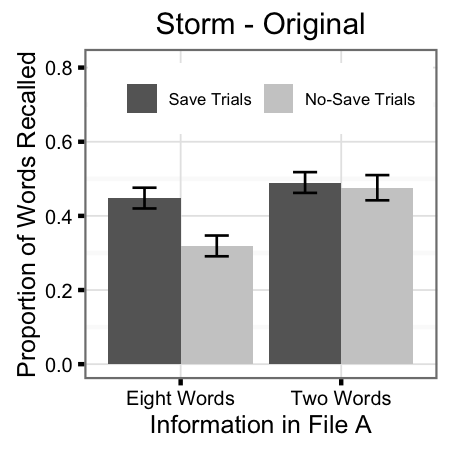 Storm - Original
Proportion of Words Recalled
0.8
0.6
0.4
0.2
0.0
Save Trials
No-Save Trials
Eight Words
Two Words
Information in File A